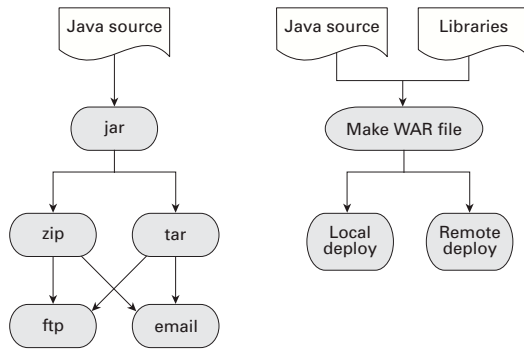 Java source
Java source
Libraries
jar
Make WAR file
zip
tar
Local
deploy
Remote
deploy
ftp
email